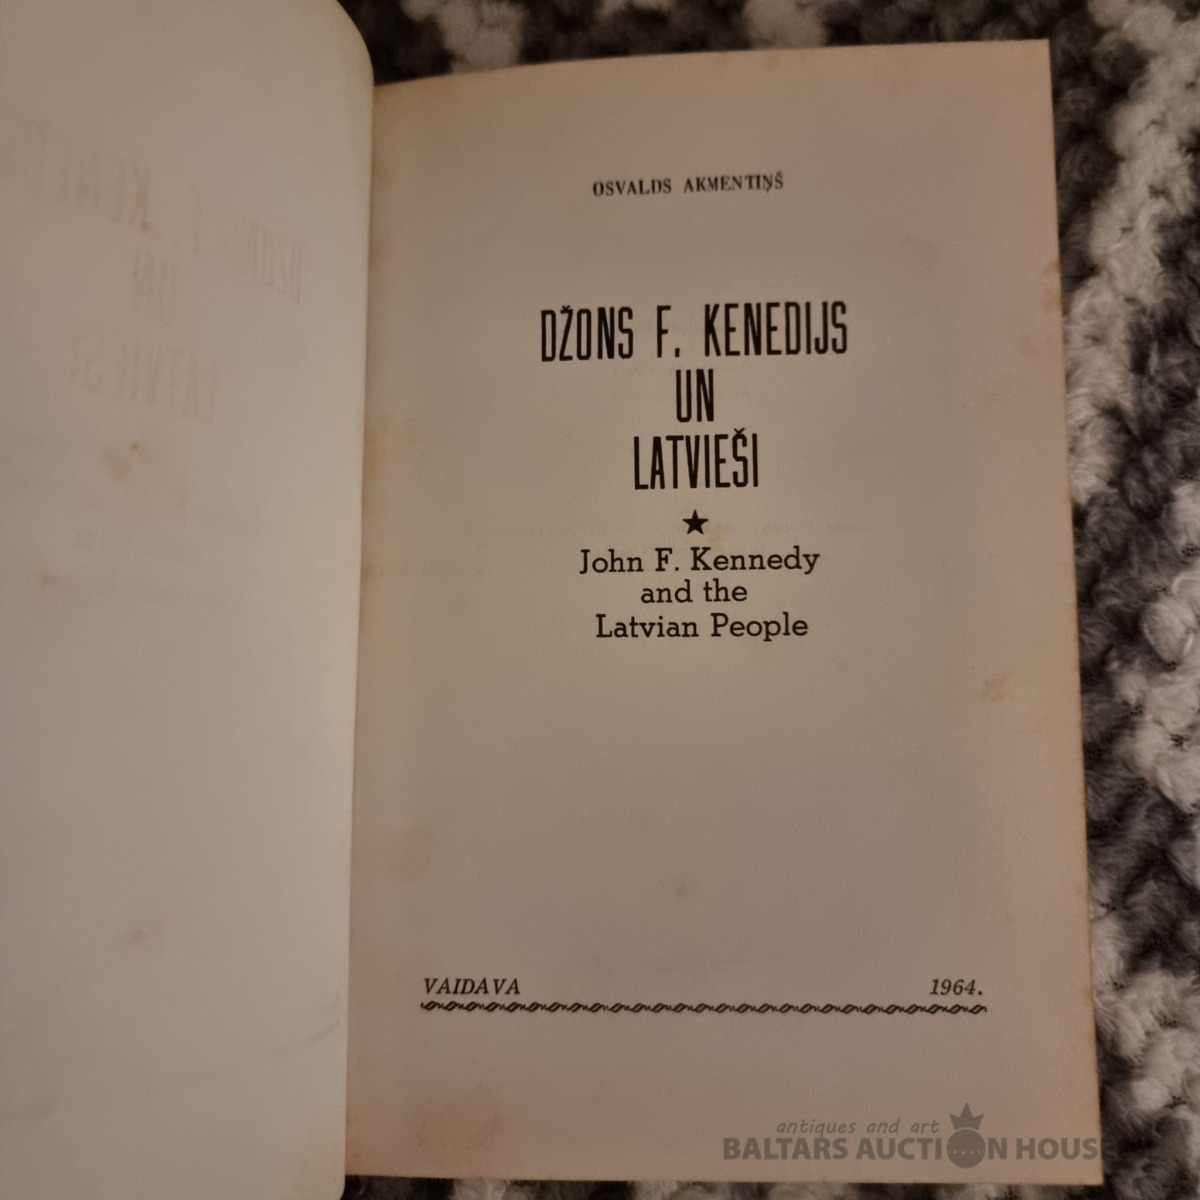 OSVALDS AKMENTIŅŠ
DŽONS F. KENEDIJS
UN
LATVIEŠI
John F. Kennedy
and the
Latvian People
VAIDAVA 1964.
antiques and art
BALTARS AUCTION HOUSE